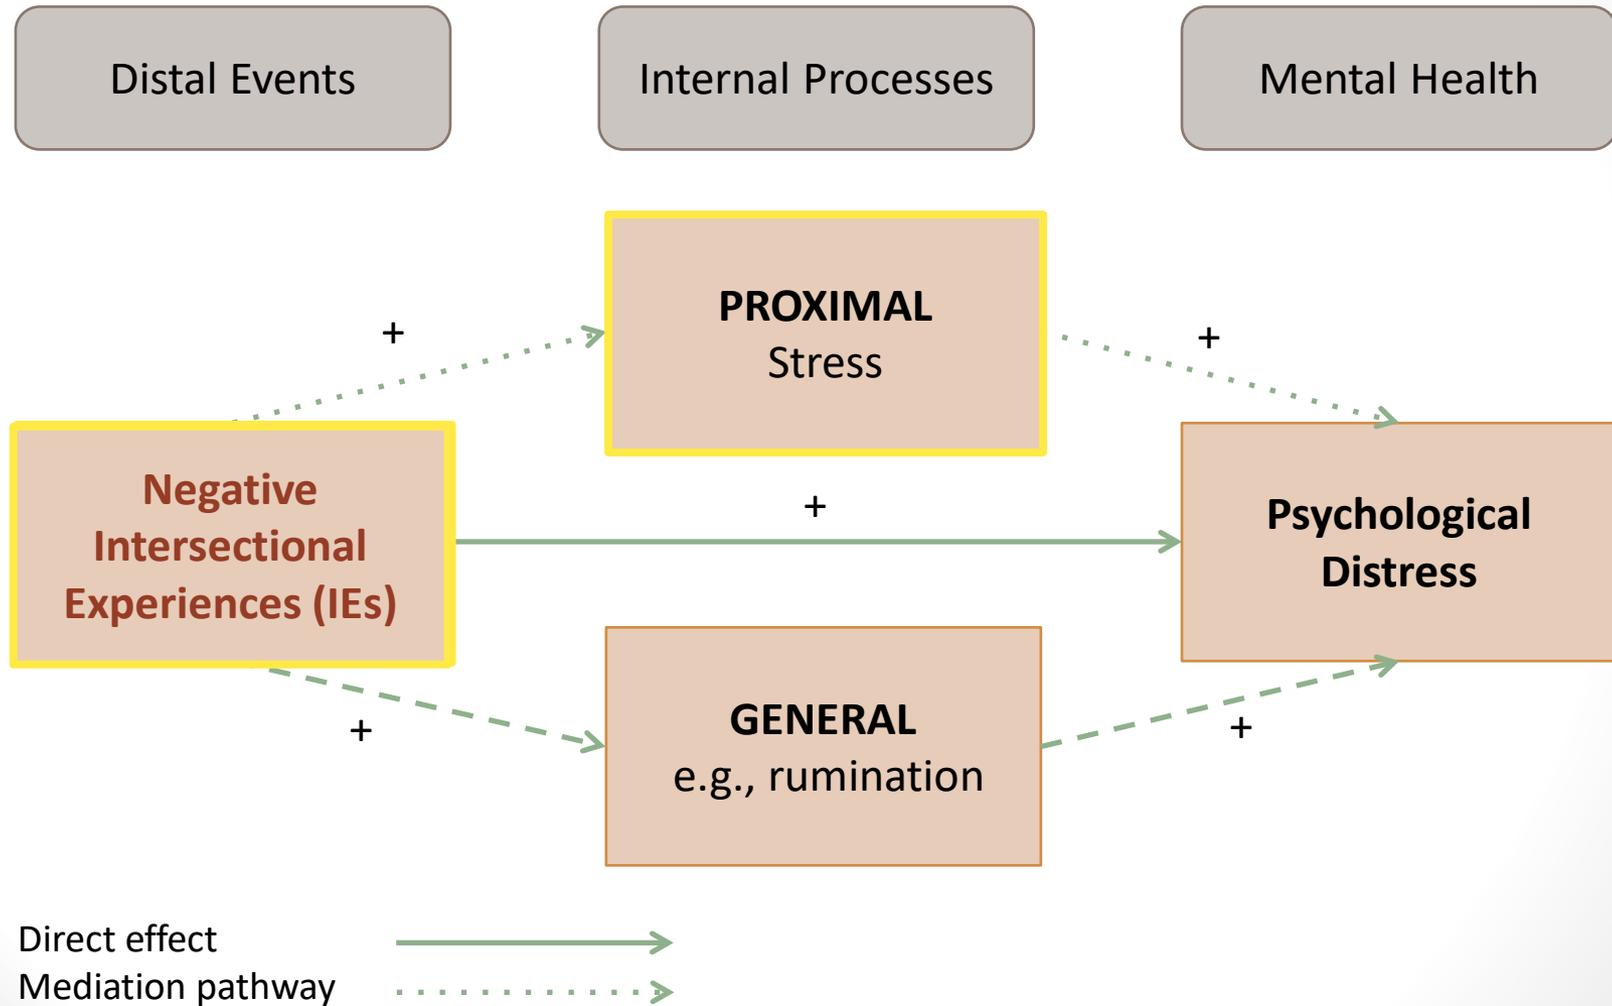 Distal Events
Internal Processes
Mental Health
PROXIMAL
Stress
+
+
Negative
Intersectional
Experiences (IEs)
+
Psychological
Distress
GENERAL
e.g., rumination
+
+
Direct effect
Mediation pathway